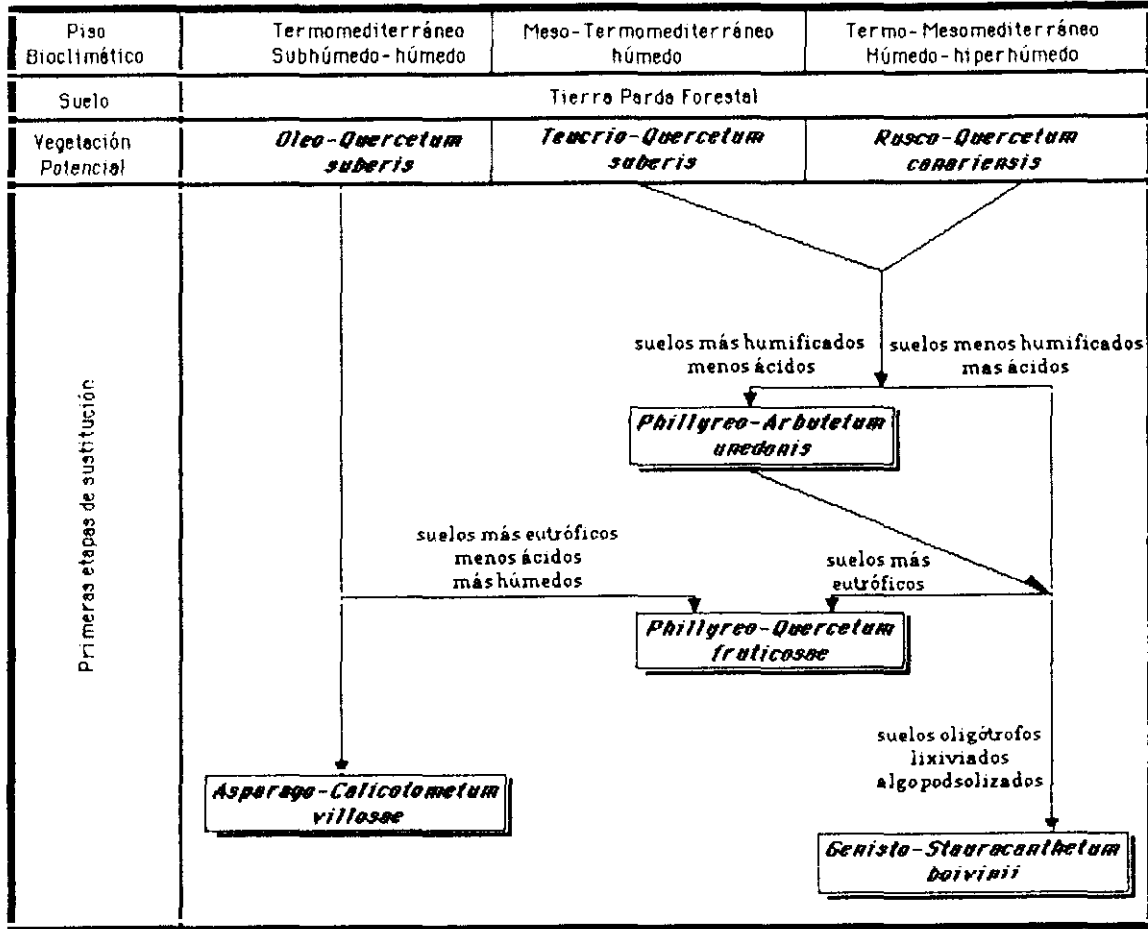 Piso
Bioclimático
Termomediterráneo
Subhúmedo-húmedo
Meso-Termomediterráneo
húmedo
Termo-Mesomediterráneo
Húmedo-hiperhúmedo
Suelo
Tierra Parda Forestal
Vegetación
Potencial
Oleo-Quercetum
suberis
Teucrio-Quercetum
suberis
Rusco-Quercetum
canariensis
Primeras etapas de sustitución
suelos más humificados
menos ácidos
suelos menos humificados
mas ácidos
Phillyreo-Arbutetum
unedonis
suelos más eutróficos
menos ácidos
más húmedos
suelos más
eutróficos
Phillyreo-Quercetum
fruticosae
suelos oligótrofos
lixiviados
algo podsolizados
Asparago-Calicotometum
villosae
Genisto-Stauracanthetum
boivinii